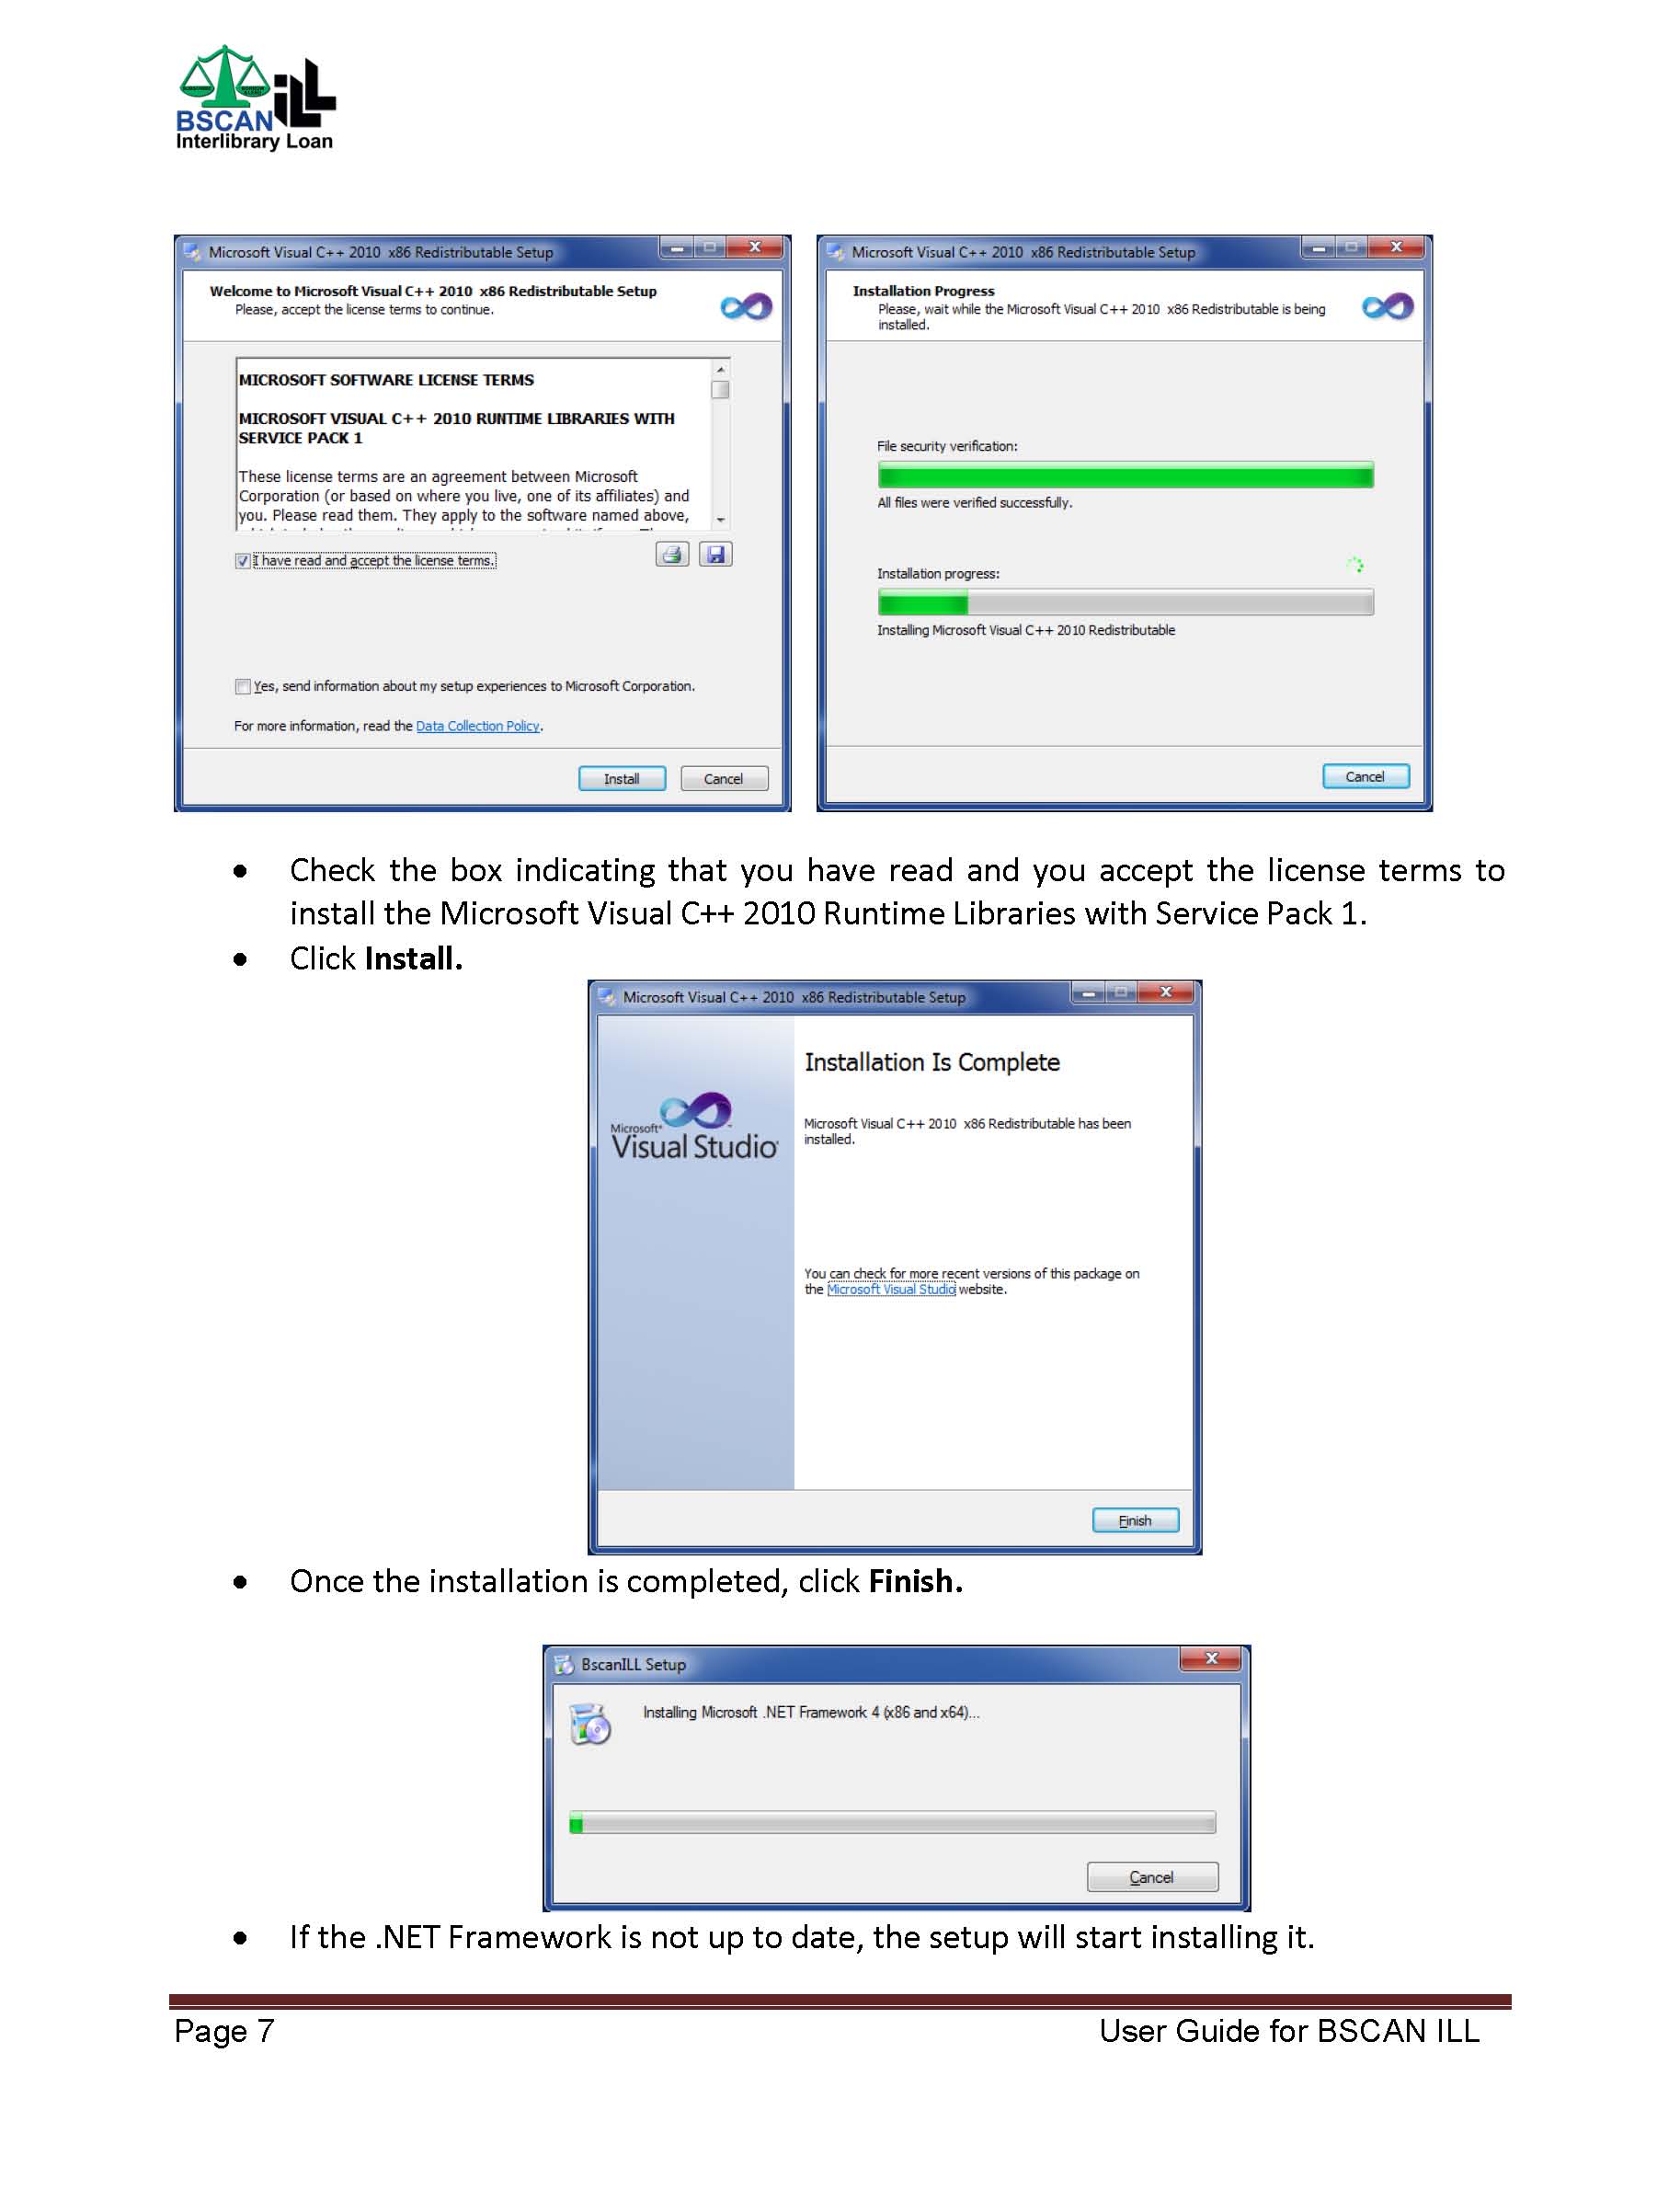 BSCAN ILL
Interlibrary Loan
Microsoft Visual C++ 2010 x86 Redistributable Setup
Welcome to Microsoft Visual C++ 2010 x86 Redistributable Setup
Please, accept the license terms to continue.
MICROSOFT SOFTWARE LICENSE TERMS
MICROSOFT VISUAL C++ 2010 RUNTIME LIBRARIES WITH
SERVICE PACK 1
These license terms are an agreement between Microsoft
Corporation (or based on where you live, one of its affiliates) and
you. Please read them. They apply to the software named above,
I have read and accept the license terms.
Yes, send information about my setup experiences to Microsoft Corporation.
For more information, read the Data Collection Policy.
Install Cancel
Microsoft Visual C++ 2010 x86 Redistributable Setup
Installation Progress
Please, wait while the Microsoft Visual C++ 2010 x86 Redistributable is being
installed.
File security verification:
All files were verified successfully.
Installation progress:
Installing Microsoft Visual C++ 2010 Redistributable
Cancel
• Check the box indicating that you have read and you accept the license terms to
install the Microsoft Visual C++ 2010 Runtime Libraries with Service Pack 1.
• Click Install.
Microsoft Visual C++ 2010 x86 Redistributable Setup
Microsoft
Visual Studio
Installation Is Complete
Microsoft Visual C++ 2010 x86 Redistributable has been
installed.
You can check for more recent versions of this package on
the Microsoft Visual Studio website.
Finish
• Once the installation is completed, click Finish.
BscanILL Setup
Installing Microsoft .NET Framework 4 (x86 and x64)...
Cancel
• If the .NET Framework is not up to date, the setup will start installing it.
Page 7 User Guide for BSCAN ILL